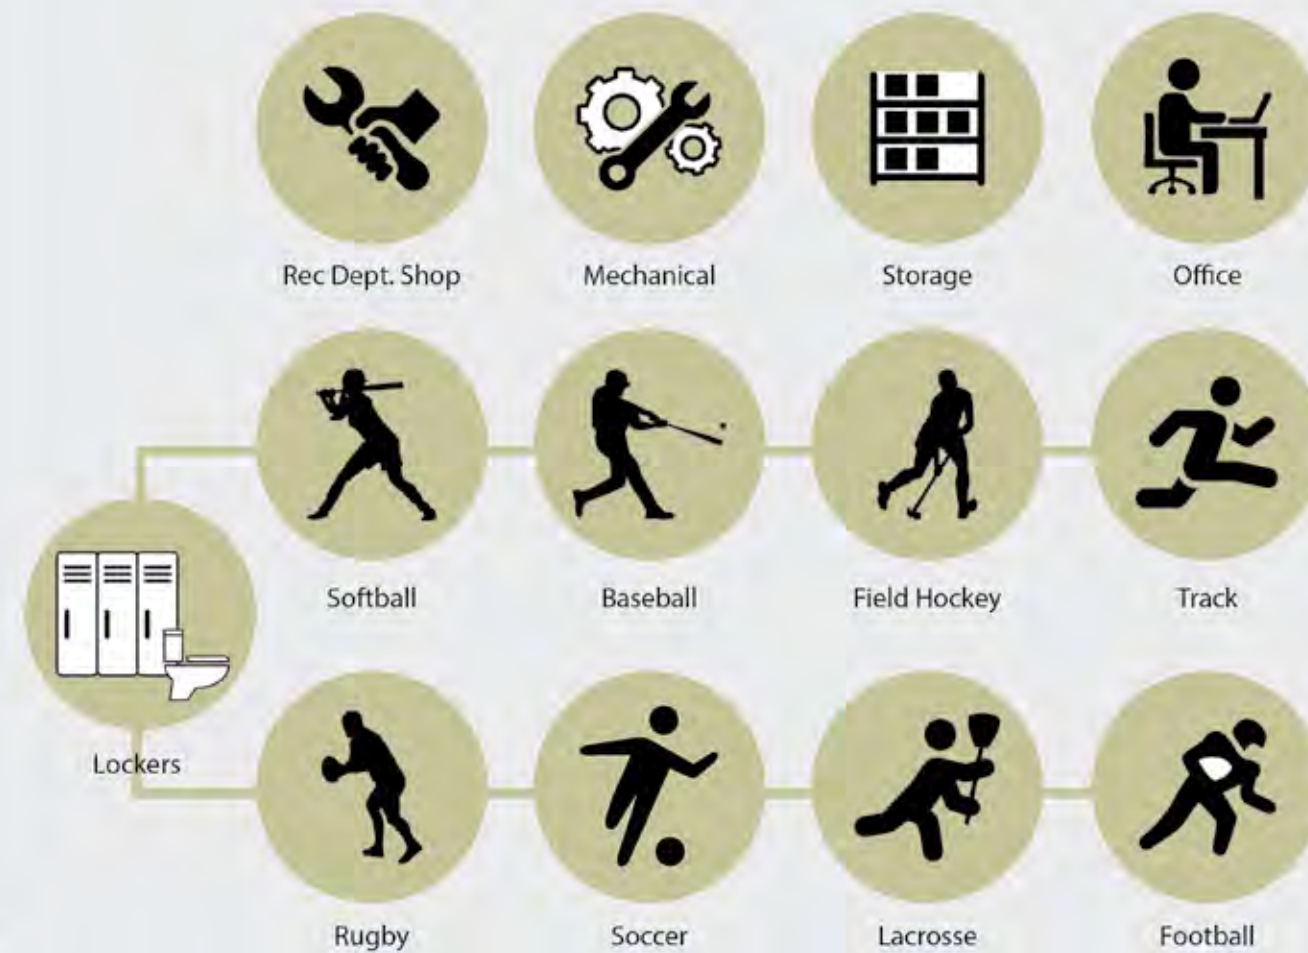 Rec Dept. Shop
Mechanical
Storage
Office
Softball
Baseball
Field Hockey
Track
Lockers
Rugby
Soccer
Lacrosse
Football